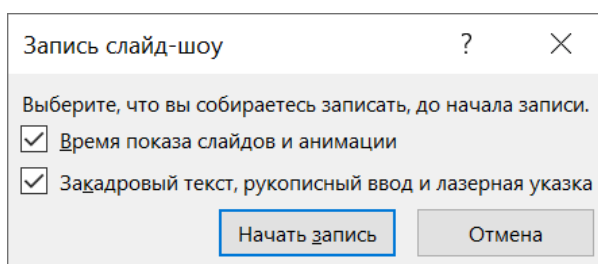 Запись слайд-шоу ?
Выберите, что вы собираетесь записать, до начала записи.
Время показа слайдов и анимации
Закадровый текст, рукописный ввод и лазерная указка
Начать запись Отмена